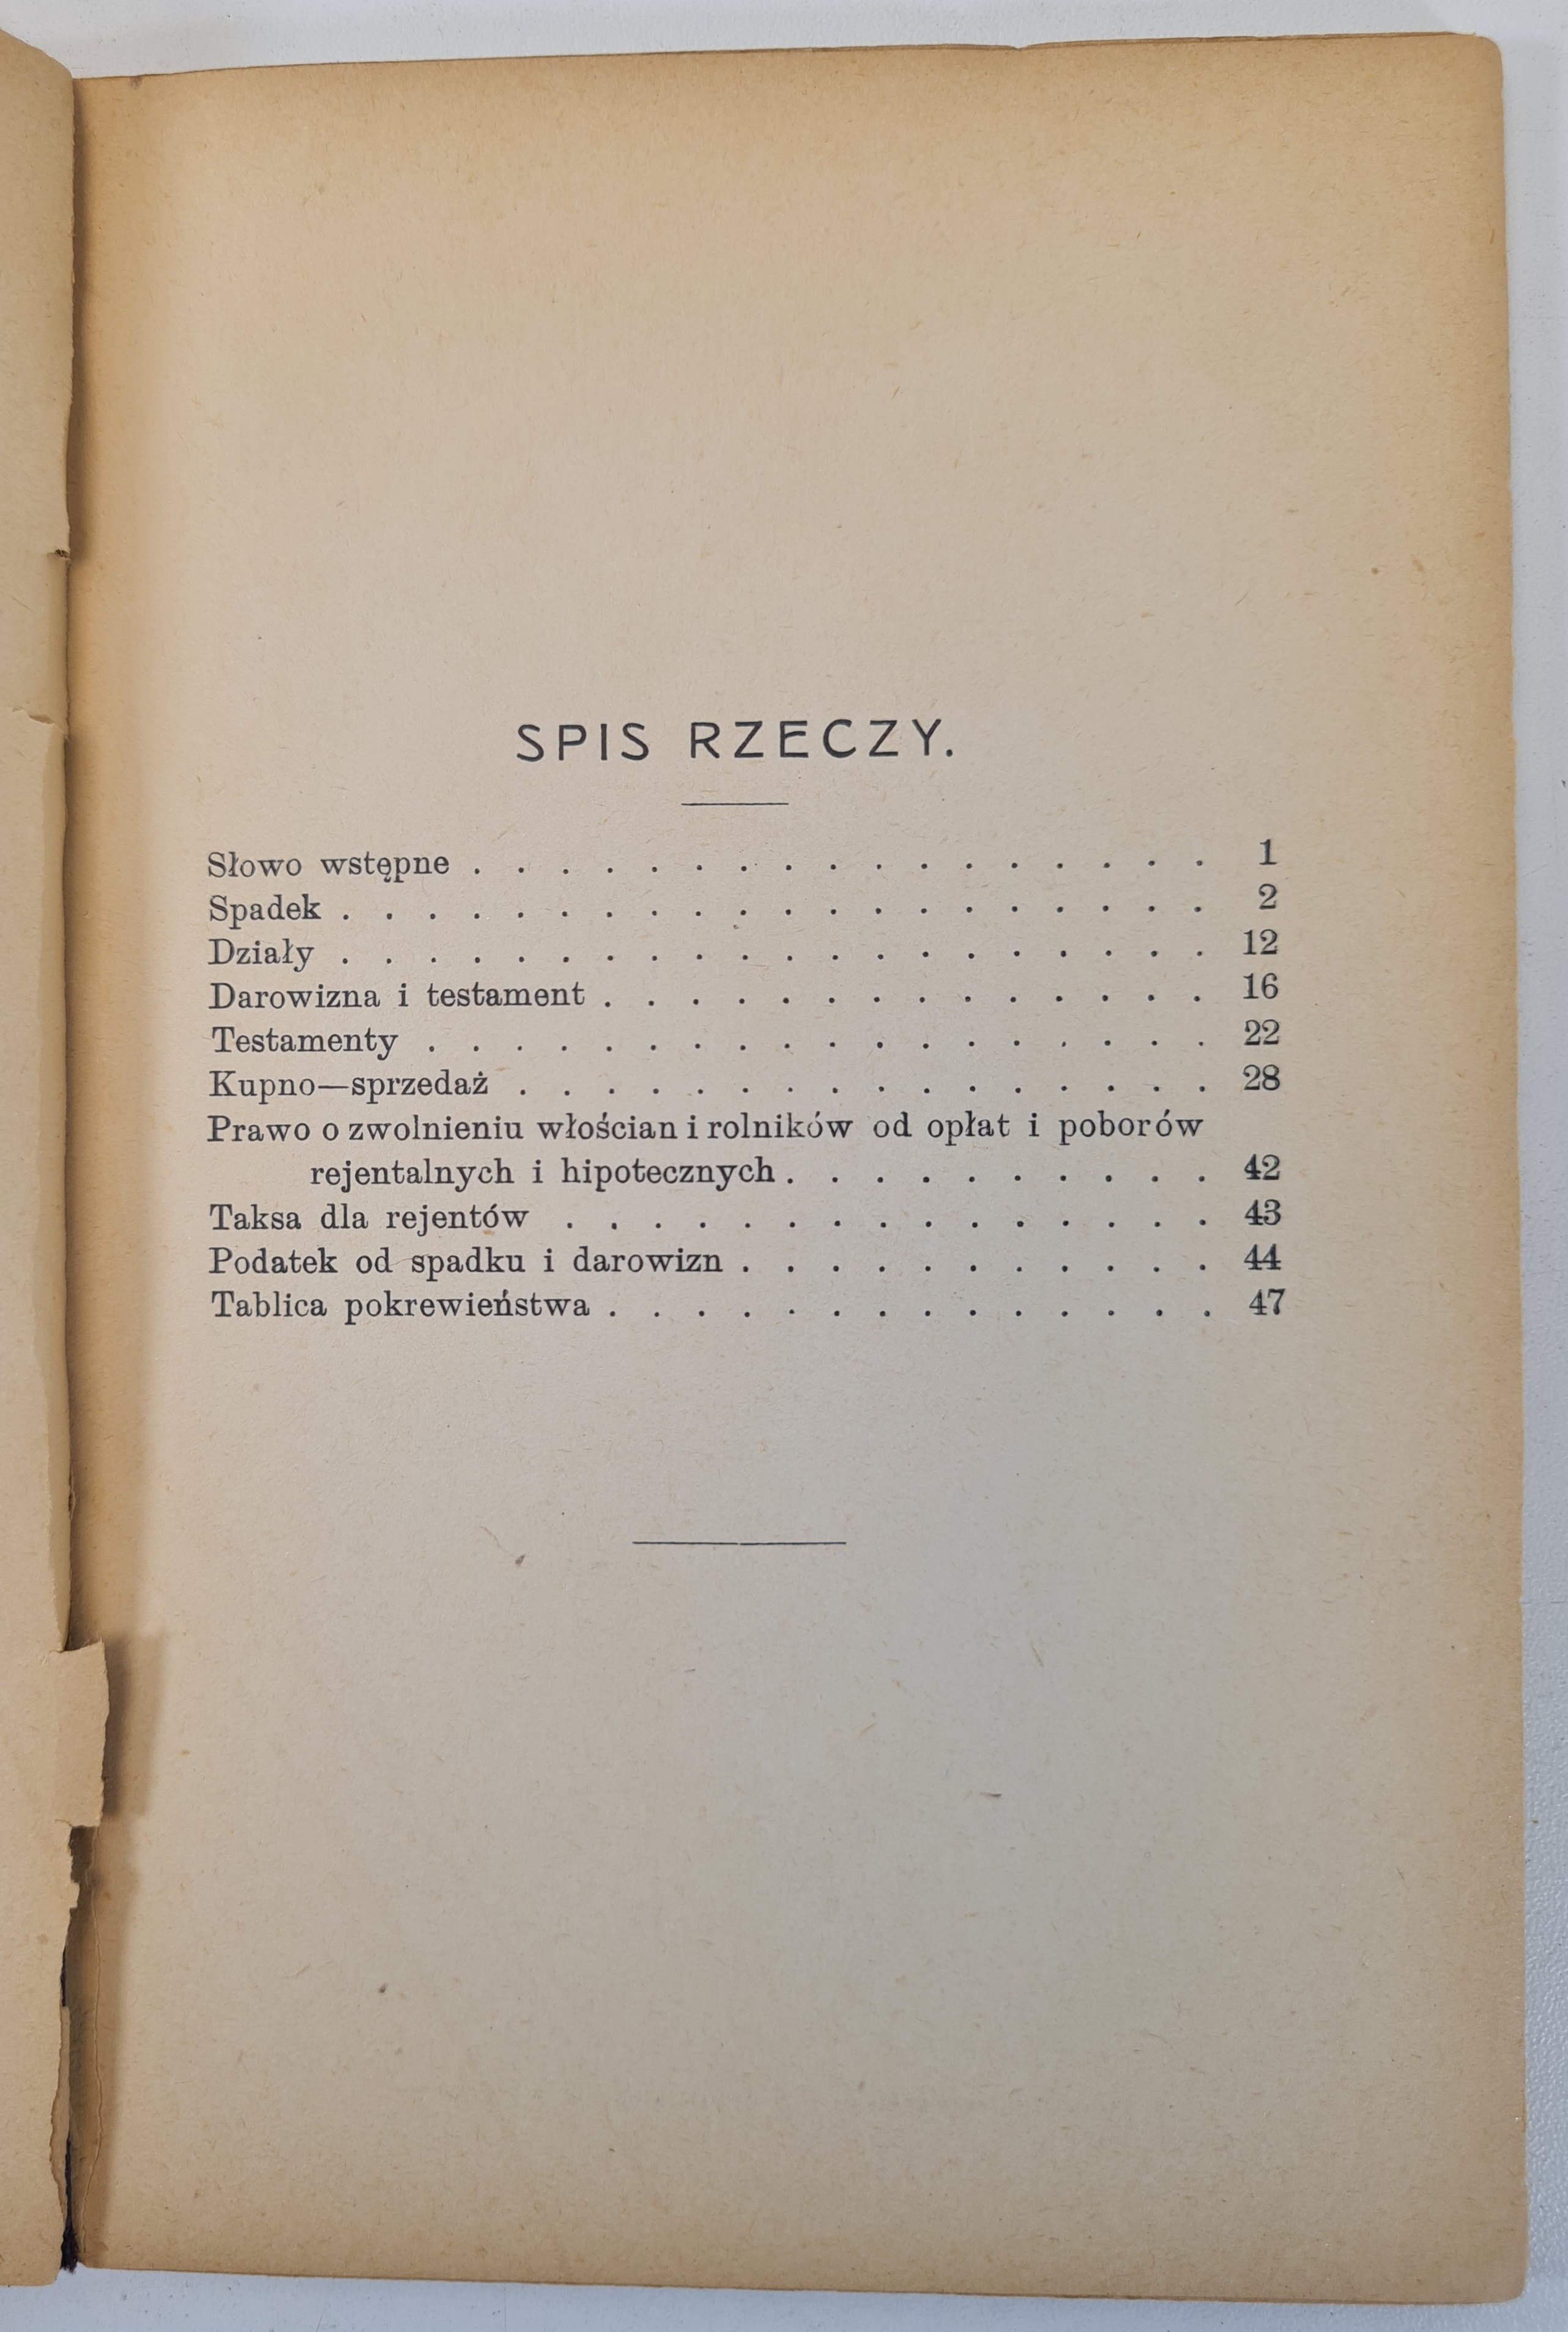 SPIS RZECZY.
Słowo wstępne . . . . . . . . . . . . . . . . . 1
Spadek . . . . . . . . . . . . . . . . . . . . 2
Działy . . . . . . . . . . . . . . . . . . . . 12
Darowizna i testament . . . . . . . . . . . . . . 16
Testamenty . . . . . . . . . . . . . . . . . . 22
Kupno—sprzedaż . . . . . . . . . . . . . . . . 28
Prawo o zwolnieniu włościan i rolników od opłat i poborów
rejentalnych i hipotecznych . . . . . . . . . . 42
Taksa dla rejentów . . . . . . . . . . . . . . . 43
Podatek od spadku i darowizn . . . . . . . . . . . 44
Tablica pokrewieństwa . . . . . . . . . . . . . . 47